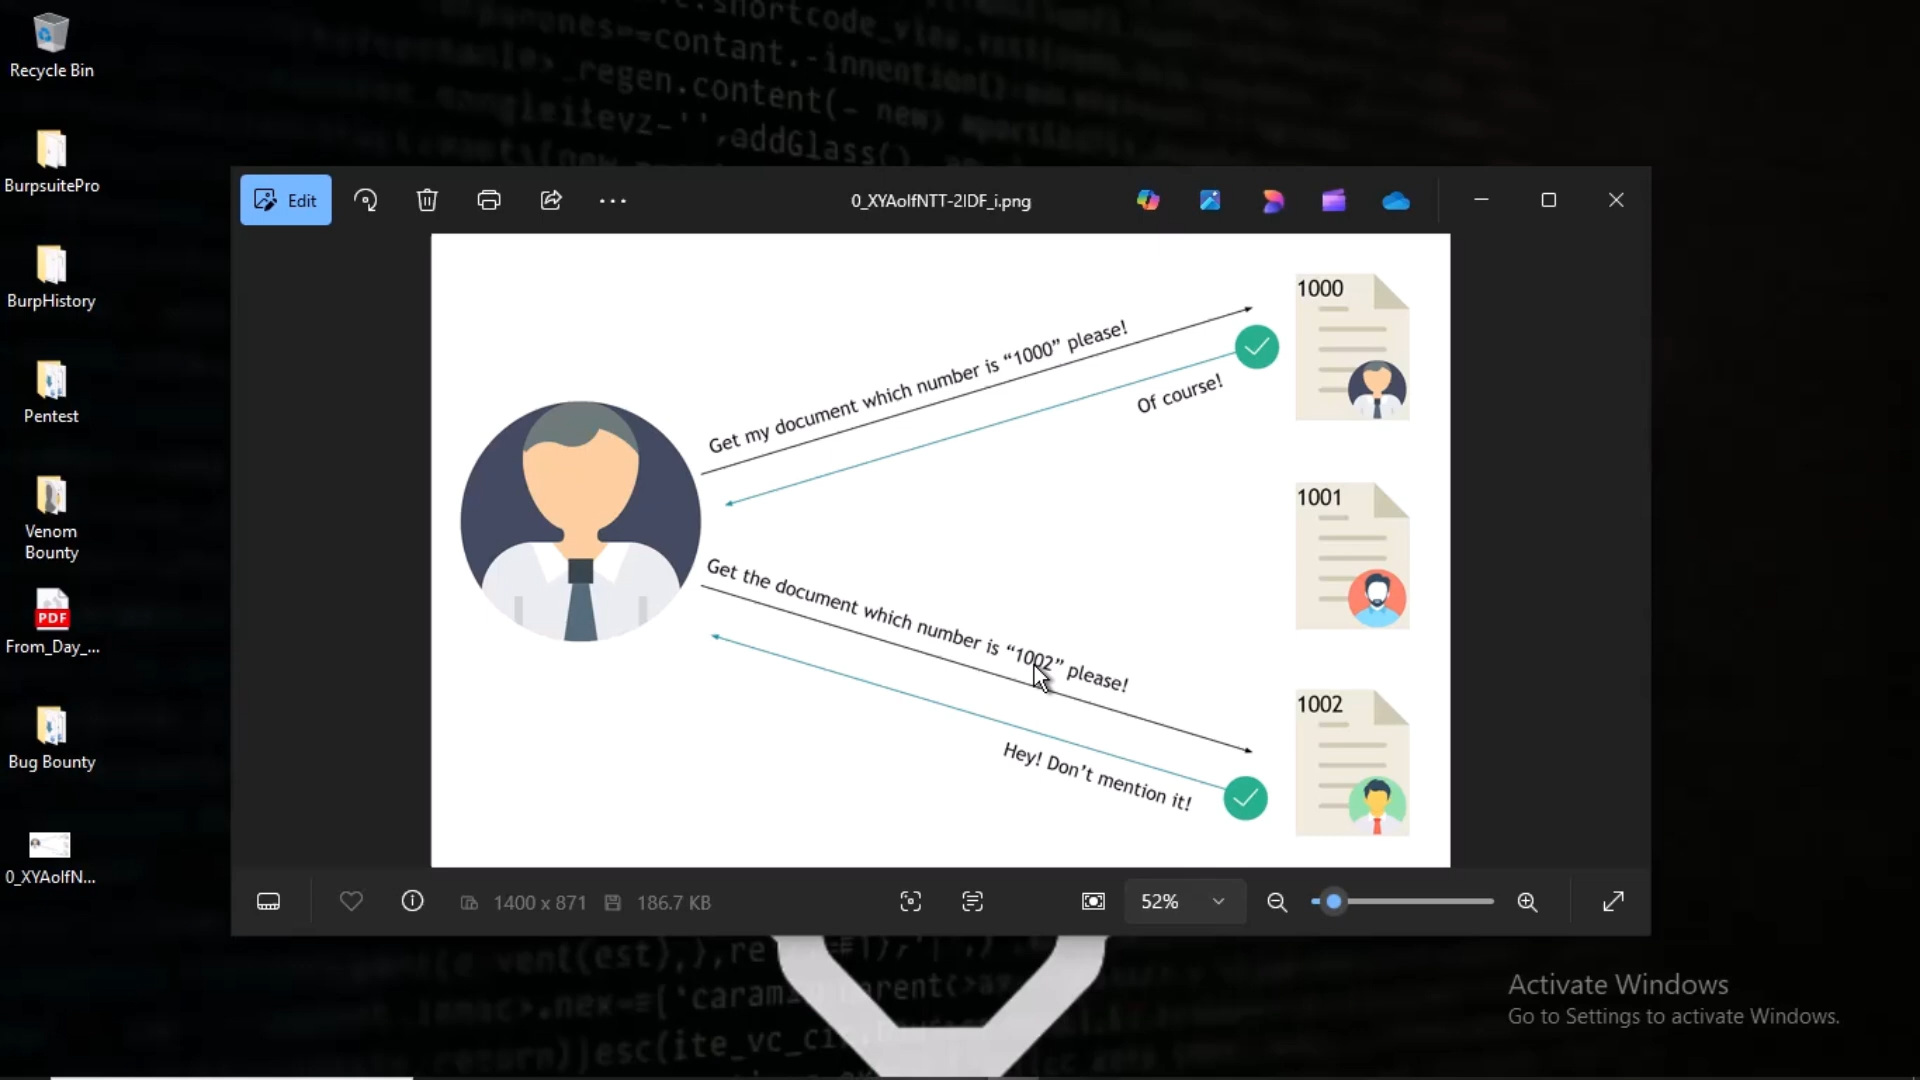 Recycle Bin
BurpsuitePro
BurpHistory
Pentest
Venom
Bounty
PDF
From_Day_...
Bug Bounty
0_XYAolfN...
Edit
0_XYAolfNTT-2IDF_i.png
Get my document which number is “1000” please!
Of course!
Get the document which number is “1002” please!
Hey! Don’t mention it!
1000
1001
1002
1400 x 871
186.7 KB
52%
Activate Windows
Go to Settings to activate Windows.